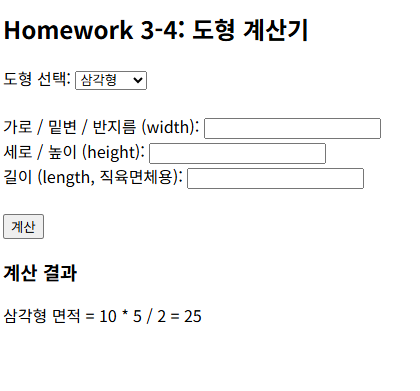 Homework 3-4: 도형 계산기
도형 선택: 삼각형
가로 / 밑변 / 반지름 (width):
세로 / 높이 (height):
길이 (length, 직육면체용):
계산
계산 결과
삼각형 면적 = 10 * 5 / 2 = 25